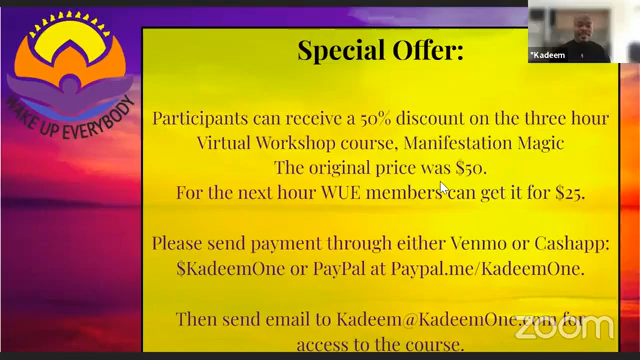 Special Offer:
*Kadeem
WAKE UP EVERYBODY
Participants can receive a 50% discount on the three hour
Virtual Workshop course, Manifestation Magic
The original price was $50.
For the next hour WUE members can get it for $25.
Please send payment through either Venmo or Cashapp:
$KadeemOne or PayPal at Paypal.me/KadeemOne.
Then send email to Kadeem@KadeemOne.com for
access to the course.
zoom